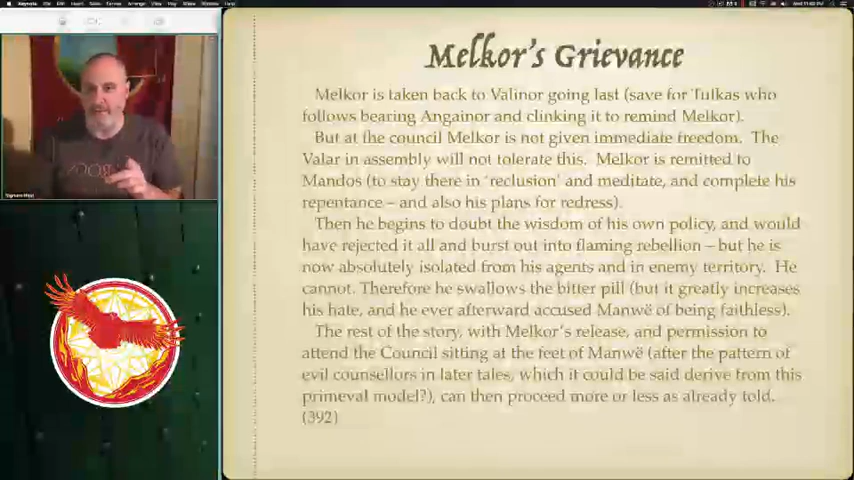 Melkor's Grievance
Melkor is taken back to Valinor going last (save for Tulkas who
follows bearing Angainor and clinking it to remind Melkor).
But at the council Melkor is not given immediate freedom. The
Valar in assembly will not tolerate this. Melkor is remitted to
Mandos (to stay there in 'reclusion' and meditate, and complete his
repentance – and also his plans for redress).
Then he begins to doubt the wisdom of his own policy, and would
have rejected it all and burst out into flaming rebellion – but he is
now absolutely isolated from his agents and in enemy territory. He
cannot. Therefore he swallows the bitter pill (but it greatly increases
his hate, and he ever afterward accused Manwë of being faithless).
The rest of the story, with Melkor's release, and permission to
attend the Council sitting at the feet of Manwë (after the pattern of
evil counsellors in later tales, which it could be said derive from this
primeval model?), can then proceed more or less as already told.
(392)